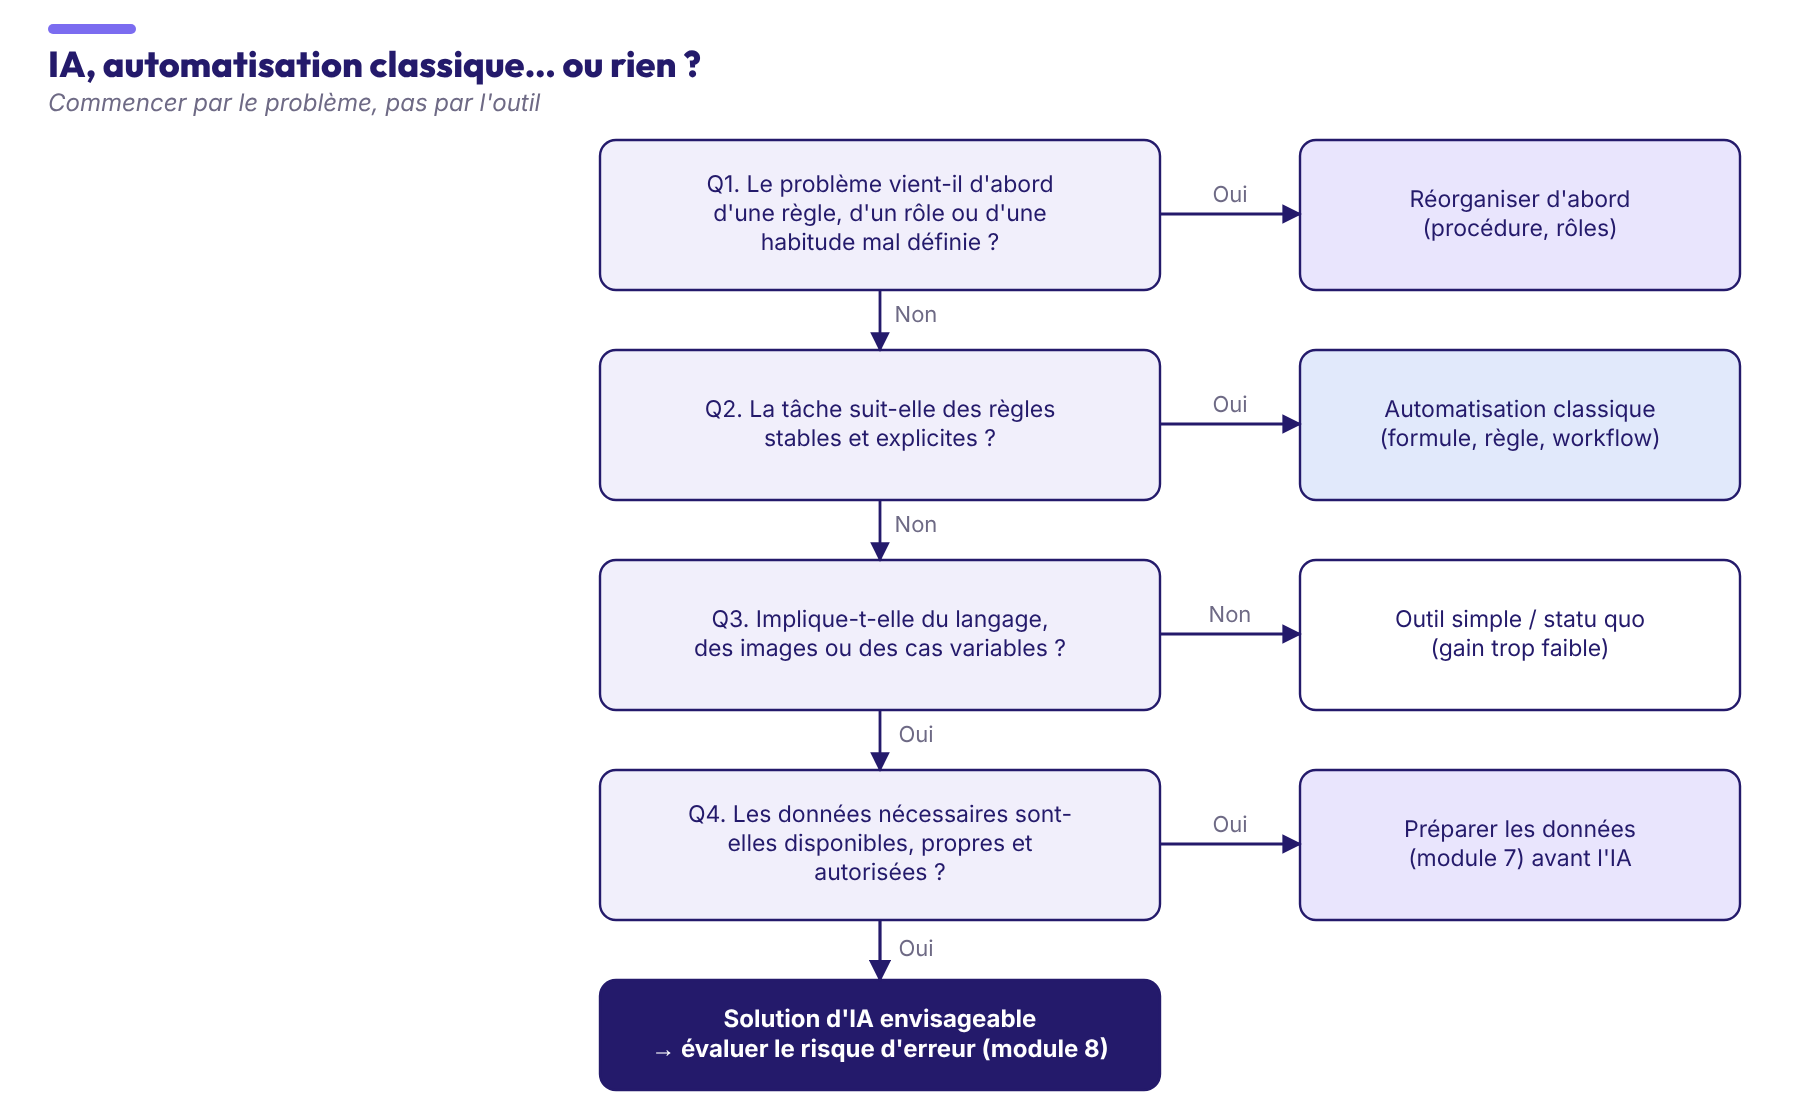 IA, automatisation classique... ou rien ?
Commencer par le problème, pas par l'outil
Q1. Le problème vient-il d'abord
d'une règle, d'un rôle ou d'une
habitude mal définie ?
Oui
Réorganiser d'abord
(procédure, rôles)
Non
Q2. La tâche suit-elle des règles
stables et explicites ?
Oui
Automatisation classique
(formule, règle, workflow)
Non
Q3. Implique-t-elle du langage,
des images ou des cas variables ?
Non
Outil simple / statu quo
(gain trop faible)
Oui
Q4. Les données nécessaires sont-
elles disponibles, propres et
autorisées ?
Oui
Préparer les données
(module 7) avant l'IA
Oui
Solution d'IA envisageable
→ évaluer le risque d'erreur (module 8)